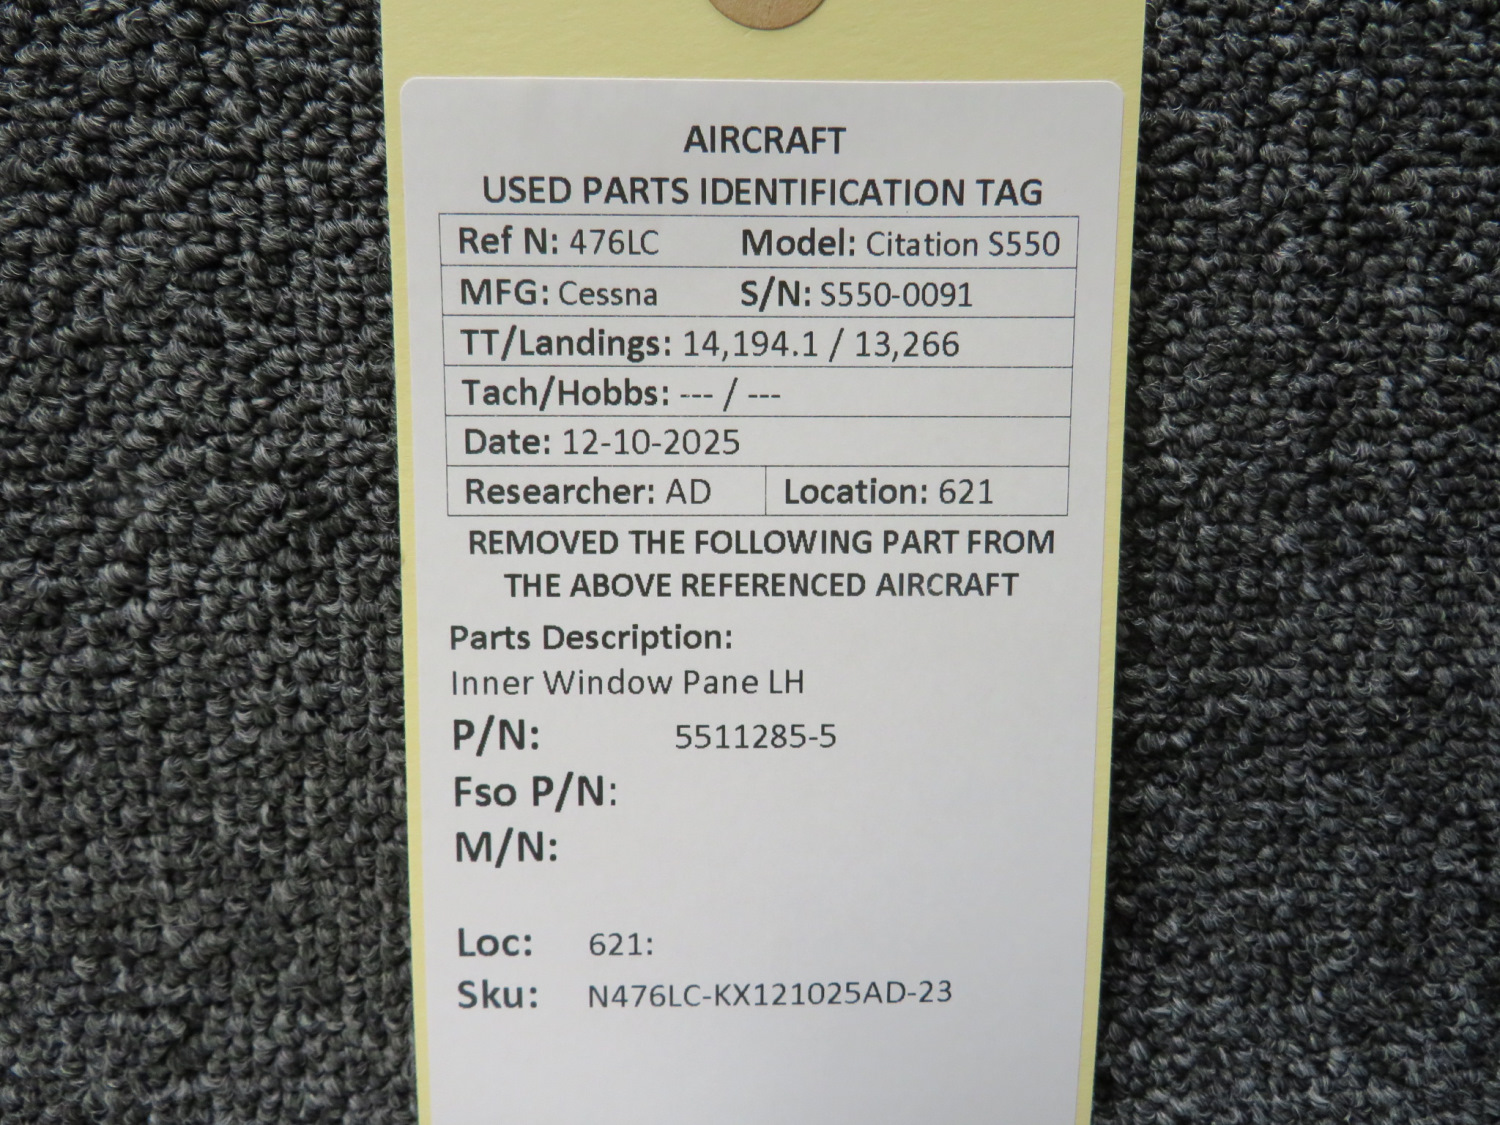 AIRCRAFT
USED PARTS IDENTIFICATION TAG
Ref N: 476LC Model: Citation S550
MFG: Cessna S/N: S550-0091
TT/Landings: 14,194.1 / 13,266
Tach/Hobbs: --- / ---
Date: 12-10-2025
Researcher: AD Location: 621
REMOVED THE FOLLOWING PART FROM
THE ABOVE REFERENCED AIRCRAFT
Parts Description:
Inner Window Pane LH
P/N: 5511285-5
Fso P/N:
M/N:
Loc: 621:
Sku: N476LC-KX121025AD-23